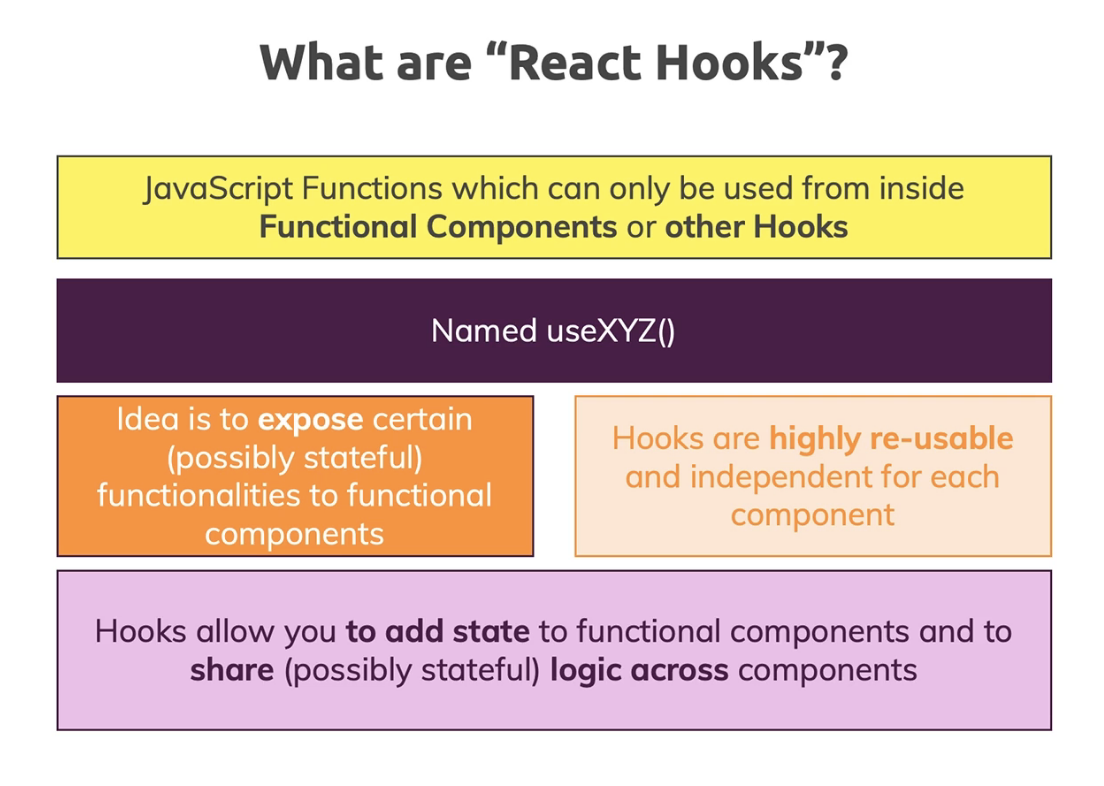 What are “React Hooks”?
JavaScript Functions which can only be used from inside
Functional Components or other Hooks
Named useXYZ()
Idea is to expose certain
(possibly stateful)
functionalities to functional
components
Hooks are highly re-usable
and independent for each
component
Hooks allow you to add state to functional components and to
share (possibly stateful) logic across components